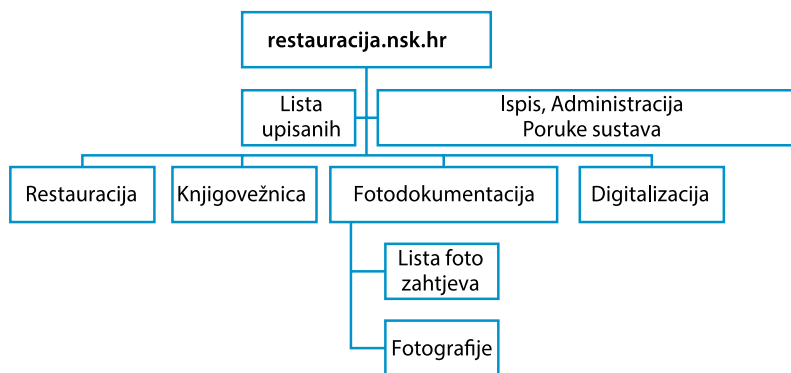 restauracija.nsk.hr
Lista
upisanih
Ispis, Administracija
Poruke sustava
Restauracija
Knjigovežnica
Fotodokumentacija
Digitalizacija
Lista foto
zahtjeva
Fotografije